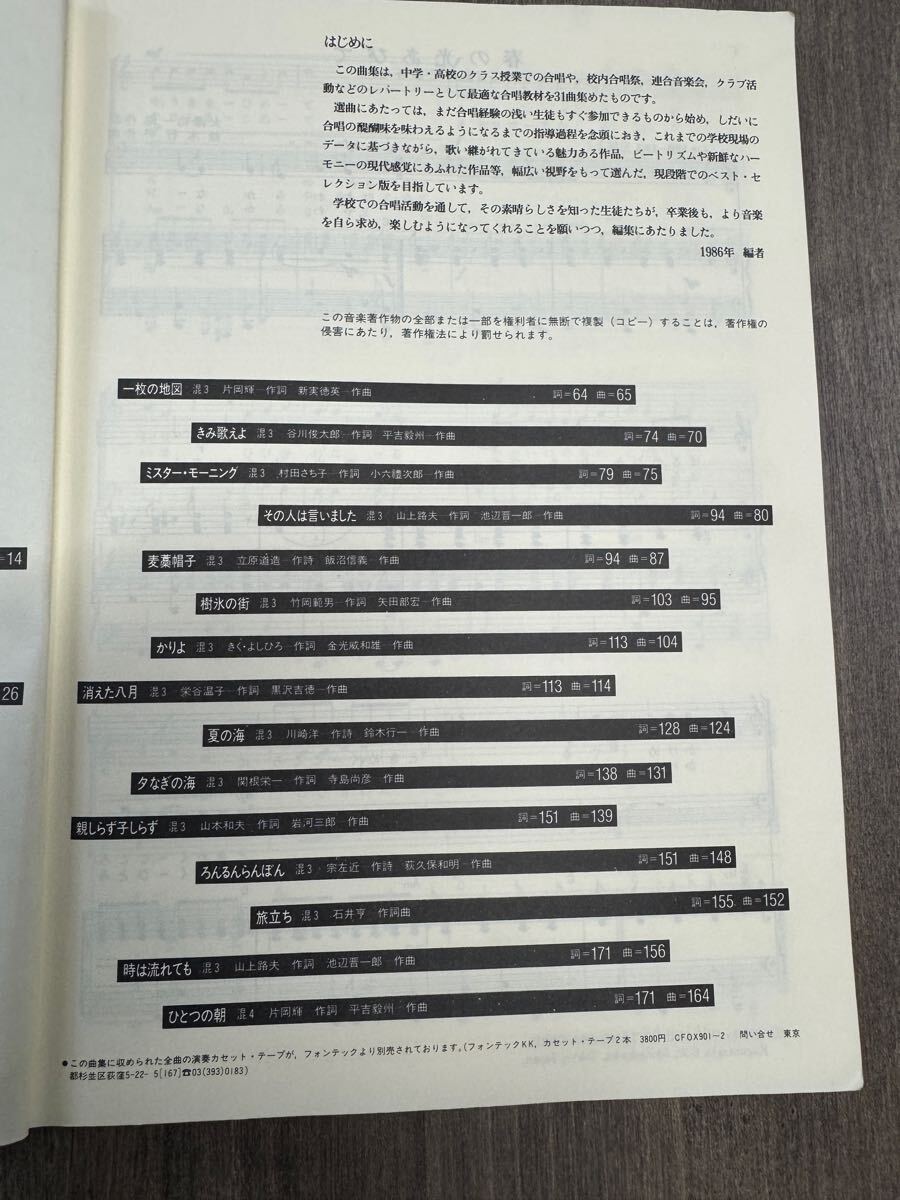 はじめに
この曲集は，中学・高校のクラス授業での合唱や，校内合唱祭，連合音楽会，クラブ活
動などのレパートリーとして最適な合唱教材を31曲集めたものです。
選曲にあたっては，まだ合唱経験の浅い生徒もすぐ参加できるものから始め，しだいに
合唱の醍醐味を味わえるようになるまでの指導過程を念頭におき，これまでの学校現場の
データに基づきながら，歌い継がれてきている魅力ある作品，ビートリズムや新鮮なハー
モニーの現代感覚にあふれた作品等，幅広い視野をもって選んだ，現段階でのベスト・セ
レクション版を目指しています。
学校での合唱活動を通して，その素晴らしさを知った生徒たちが，卒業後も，より音楽
を自ら求め，楽しむようになってくれることを願いつつ，編集にあたりました。
1986年 編者
この音楽著作物の全部または一部を権利者に無断で複製（コピー）することは，著作権の
侵害にあたり，著作権法により罰せられます。
一枚の地図 混3 片岡輝 作詞 新実徳英 作曲 詞=64 曲=65
きみ歌えよ 混3 谷川俊太郎 作詞 平吉毅州 作曲 詞=74 曲=70
ミスター・モーニング 混3 村田さち子 作詞 小六禮次郎 作曲 詞=79 曲=75
その人は言いました 混3 山上路夫 作詞 池辺晋一郎 作曲 詞=94 曲=80
=14
麦藁帽子 混3 立原道造 作詩 飯沼信義 作曲 詞=94 曲=87
樹氷の街 混3 竹岡範男 作詞 矢田部宏 作曲 詞=103 曲=95
かりよ 混3 きく・よしひろ 作詞 金光威和雄 作曲 詞=113 曲=104
26
消えた八月 混3 栄谷温子 作詞 黒沢吉徳 作曲 詞=113 曲=114
夏の海 混3 川崎洋 作詩 鈴木行一 作曲 詞=128 曲=124
夕なぎの海 混3 関根栄一 作詞 寺島尚彦 作曲 詞=138 曲=131
親しらず子しらず 混3 山本和夫 作詞 岩河三郎 作曲 詞=151 曲=139
ろんるんらんぽん 混3 宗左近 作詩 荻久保和明 作曲 詞=151 曲=148
旅立ち 混3 石井亨 作詞曲 詞=155 曲=152
時は流れても 混3 山上路夫 作詞 池辺晋一郎 作曲 詞=171 曲=156
ひとつの朝 混4 片岡輝 作詞 平吉毅州 作曲 詞=171 曲=164
●この曲集に収められた全曲の演奏カセット・テープが，フォンテックより別売されております。（フォンテックKK，カセット・テープ2本 3800円 CFOX901〜2 問い合せ 東京
都杉並区荻窪5-22-5[167]☎03(393)0183）